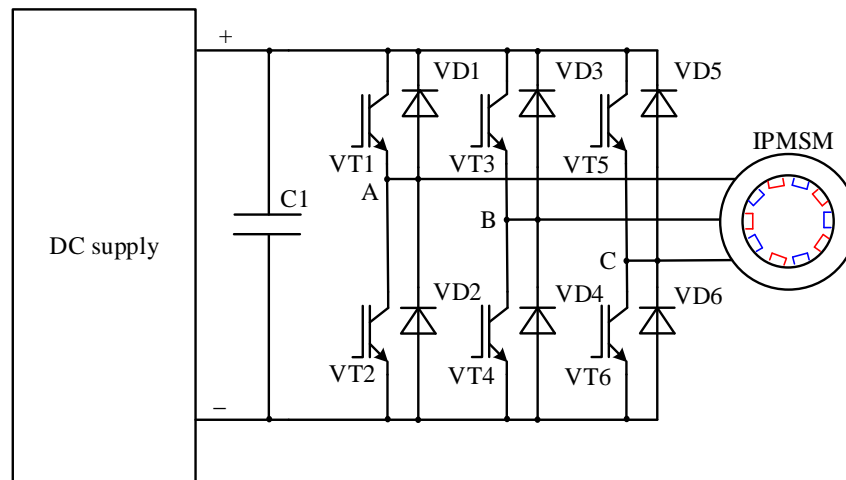 +
VD1
VD3
VD5
VT1
VT3
VT5
IPMSM
A
C1
B
DC supply
C
VD2
VD4
VD6
VT2
VT4
VT6
−